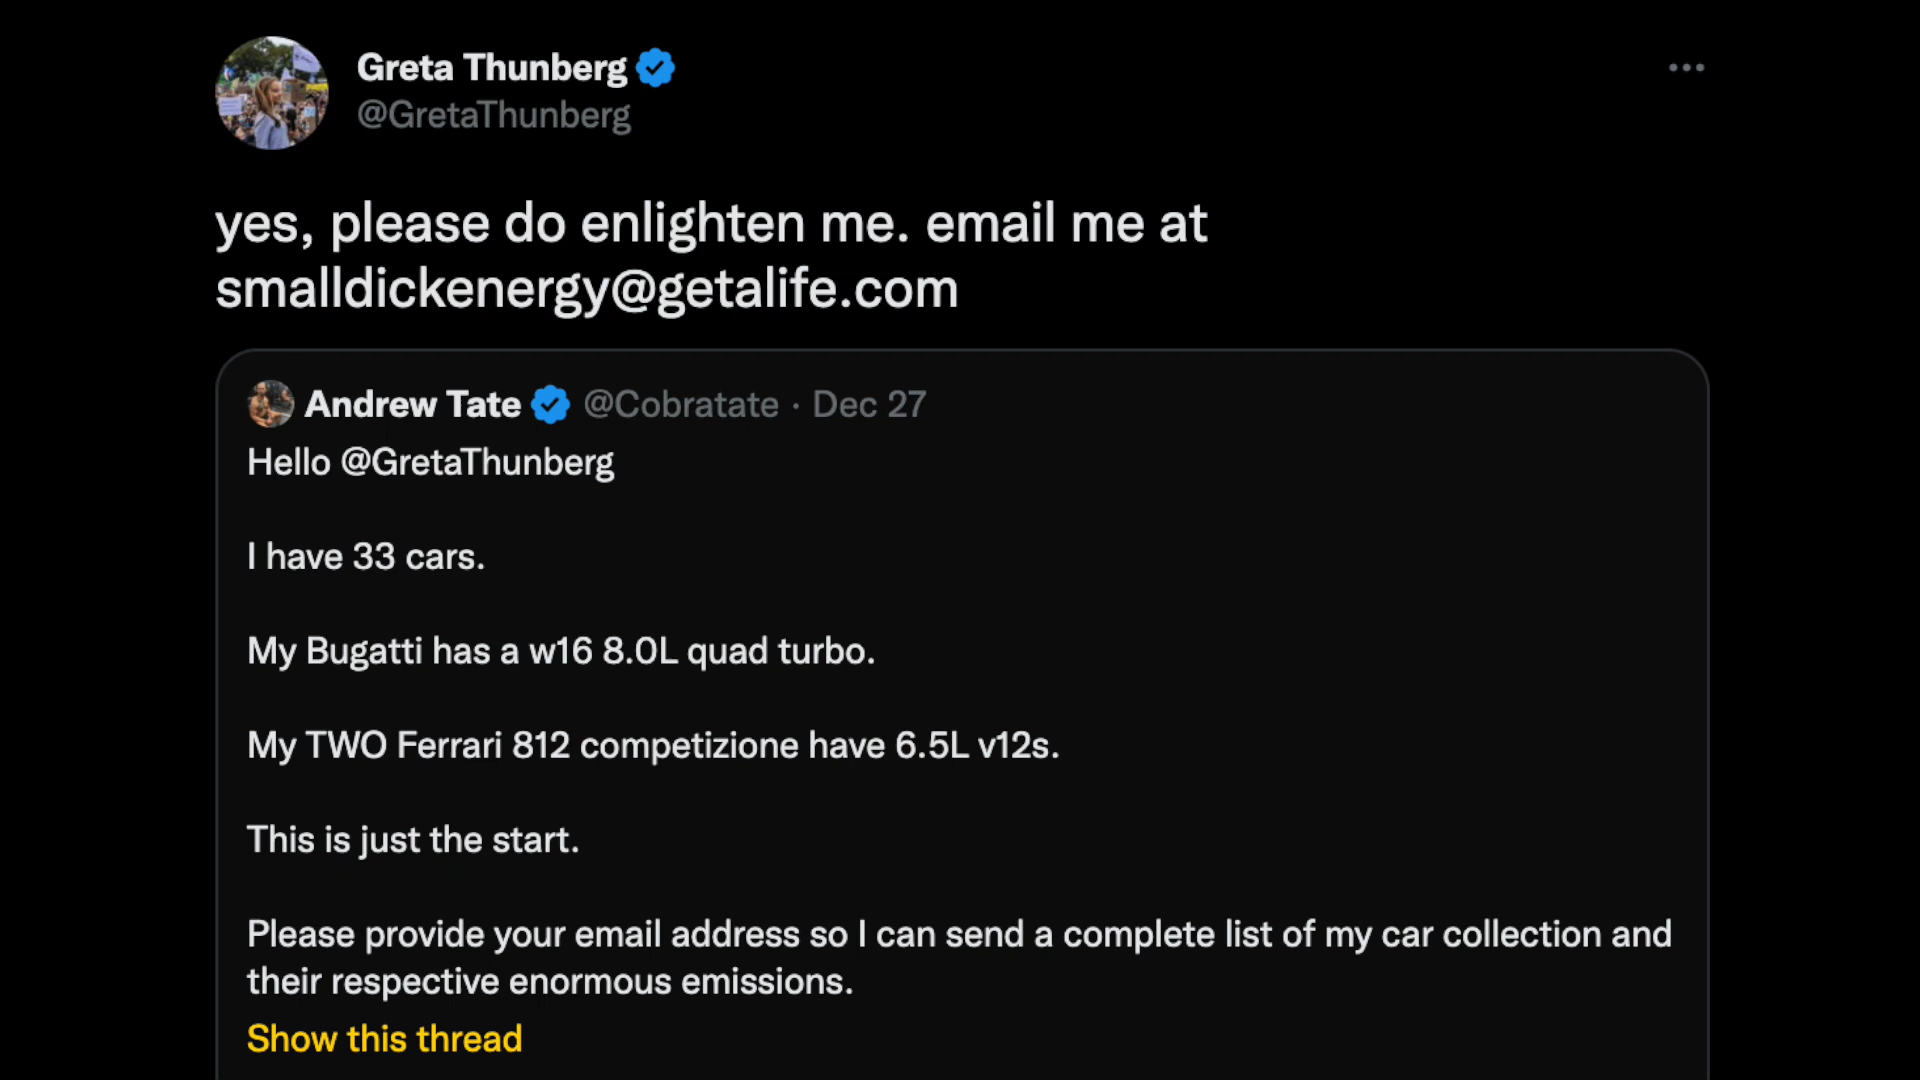 Greta Thunberg
@GretaThunberg
yes, please do enlighten me. email me at
smalldickenergy@getalife.com
Andrew Tate @Cobratate · Dec 27
Hello @GretaThunberg
I have 33 cars.
My Bugatti has a w16 8.0L quad turbo.
My TWO Ferrari 812 competizione have 6.5L v12s.
This is just the start.
Please provide your email address so I can send a complete list of my car collection and
their respective enormous emissions.
Show this thread